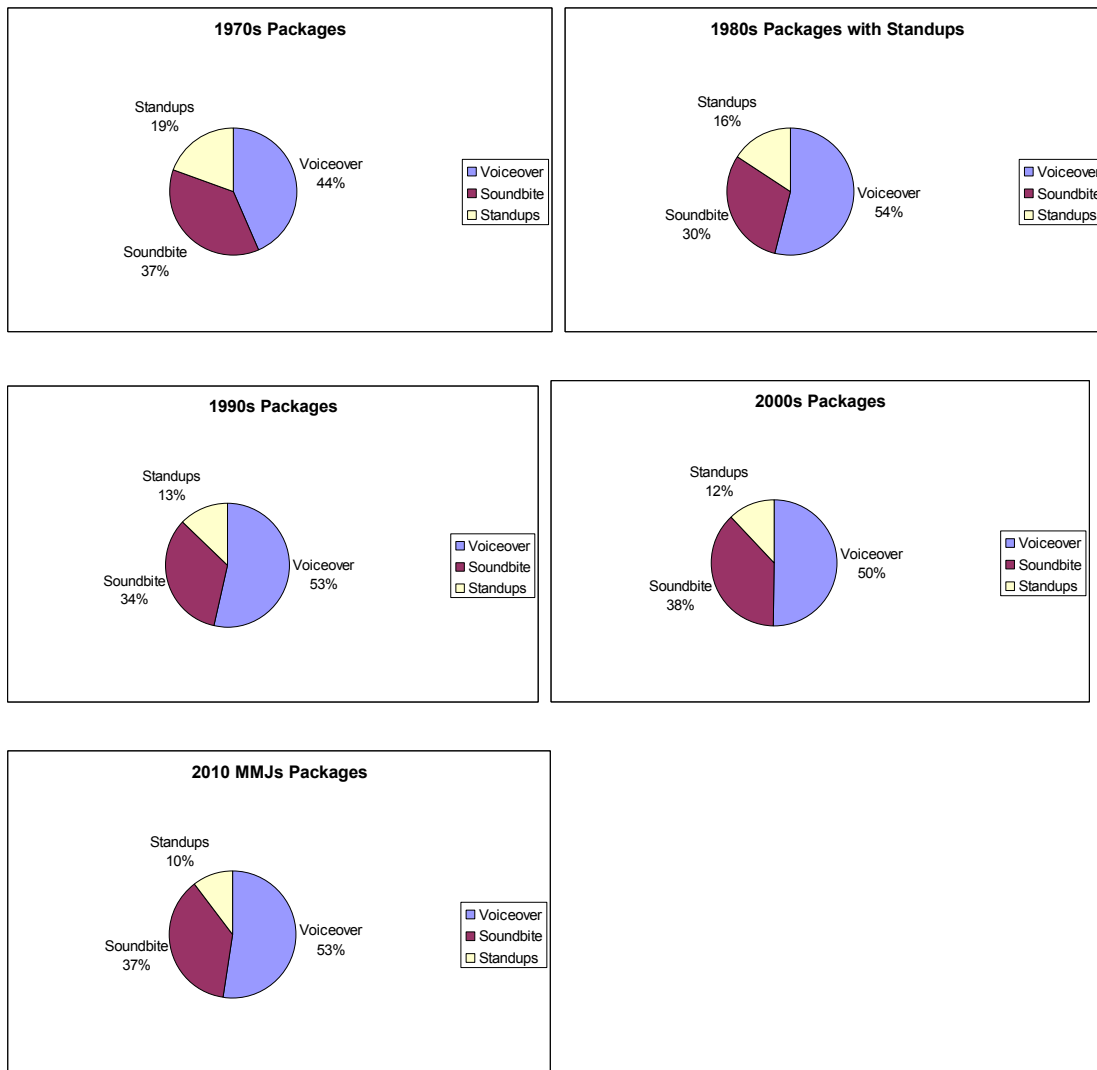 1970s Packages
Standups
19%
Voiceover
44%
Soundbite
37%
Voiceover
Soundbite
Standups
1980s Packages with Standups
Standups
16%
Voiceover
54%
Soundbite
30%
Voiceover
Soundbite
Standups
1990s Packages
Standups
13%
Voiceover
53%
Soundbite
34%
Voiceover
Soundbite
Standups
2000s Packages
Standups
12%
Voiceover
50%
Soundbite
38%
Voiceover
Soundbite
Standups
2010 MMJs Packages
Standups
10%
Voiceover
53%
Soundbite
37%
Voiceover
Soundbite
Standups